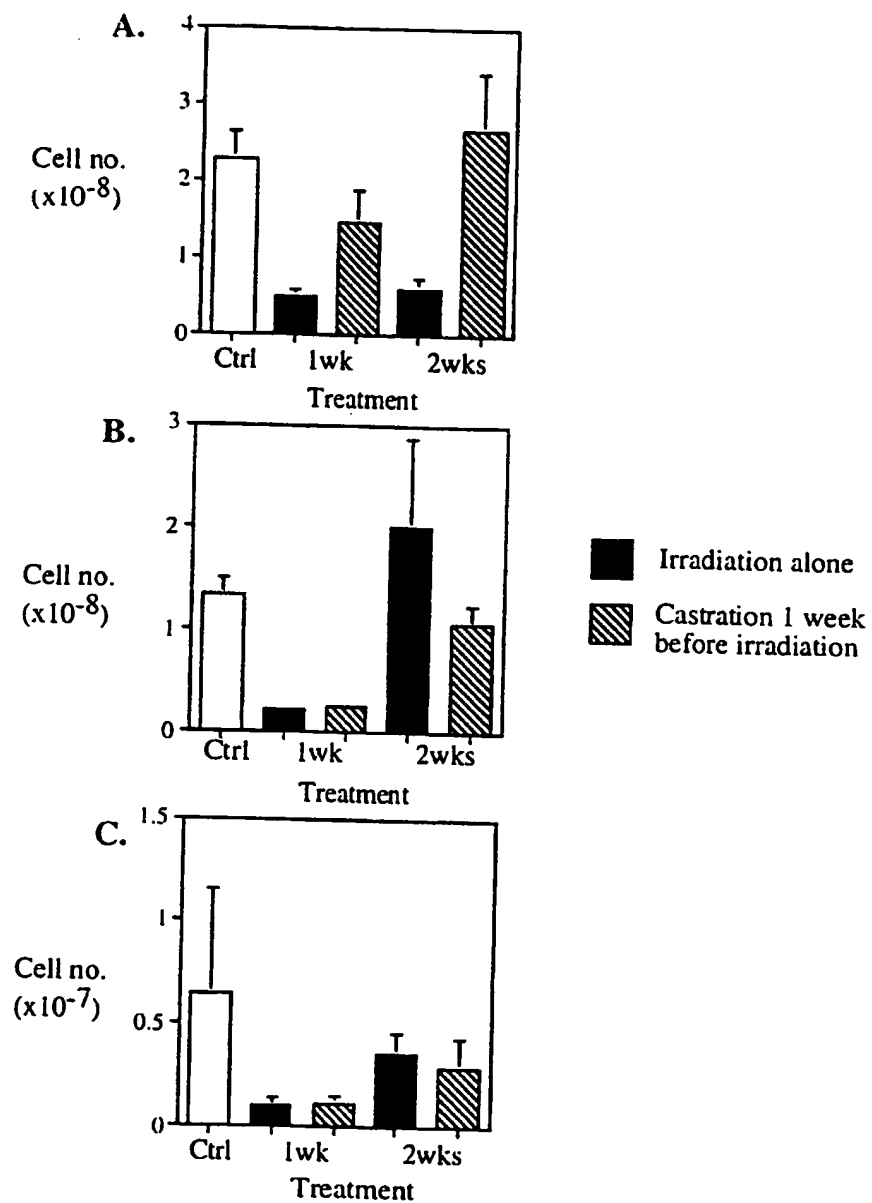 A.
4
3
2
1
0
Cell no.
(x10-8)
Ctrl 1wk 2wks
Treatment
B.
3
2
1
0
Cell no.
(x10-8)
Ctrl 1wk 2wks
Treatment
Irradiation alone
Castration 1 week
before irradiation
C.
1.5
1
0.5
0
Cell no.
(x10-7)
Ctrl 1wk 2wks
Treatment